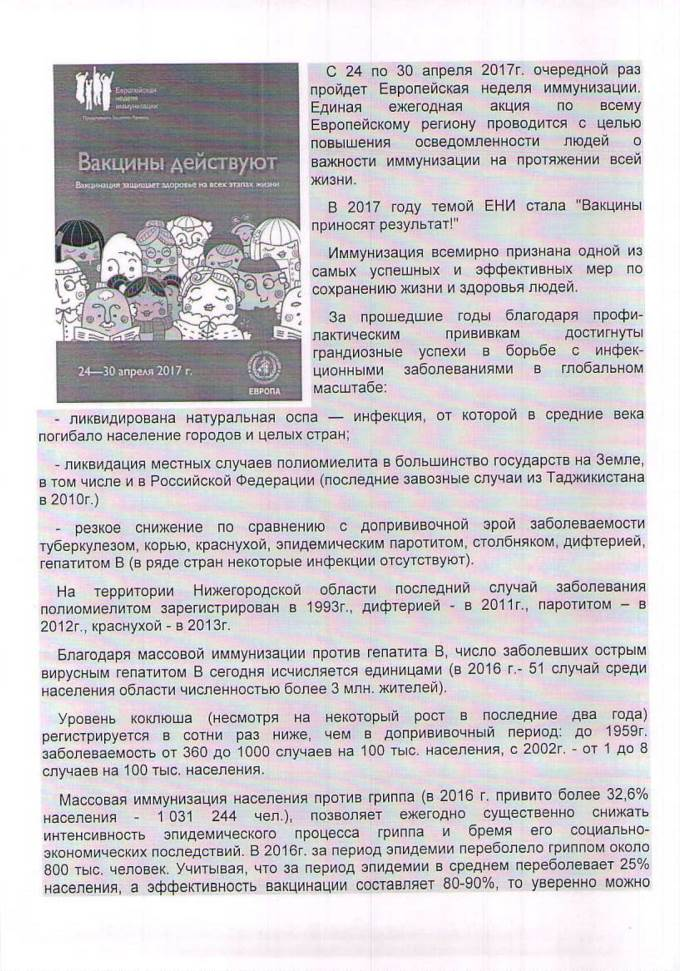 Европейская
неделя
иммунизации
Предотвратить Защитить Привить
Вакцины действуют
Вакцинация защищает здоровье на всех этапах жизни
24—30 апреля 2017 г.
ЕВРОПА
С 24 по 30 апреля 2017г. очередной раз
пройдет Европейская неделя иммунизации.
Единая ежегодная акция по всему
Европейскому региону проводится с целью
повышения осведомленности людей о
важности иммунизации на протяжении всей
жизни.
В 2017 году темой ЕНИ стала "Вакцины
приносят результат!"
Иммунизация всемирно признана одной из
самых успешных и эффективных мер по
сохранению жизни и здоровья людей.
За прошедшие годы благодаря профи-
лактическим прививкам достигнуты
грандиозные успехи в борьбе с инфек-
ционными заболеваниями в глобальном
масштабе:
- ликвидирована натуральная оспа — инфекция, от которой в средние века
погибало население городов и целых стран;
- ликвидация местных случаев полиомиелита в большинство государств на Земле,
в том числе и в Российской Федерации (последние завозные случаи из Таджикистана
в 2010г.)
- резкое снижение по сравнению с допрививочной эрой заболеваемости
туберкулезом, корью, краснухой, эпидемическим паротитом, столбняком, дифтерией,
гепатитом В (в ряде стран некоторые инфекции отсутствуют).
На территории Нижегородской области последний случай заболевания
полиомиелитом зарегистрирован в 1993г., дифтерией - в 2011г., паротитом – в
2012г., краснухой - в 2013г.
Благодаря массовой иммунизации против гепатита В, число заболевших острым
вирусным гепатитом В сегодня исчисляется единицами (в 2016 г.- 51 случай среди
населения области численностью более 3 млн. жителей).
Уровень коклюша (несмотря на некоторый рост в последние два года)
регистрируется в сотни раз ниже, чем в допрививочный период: до 1959г.
заболеваемость от 360 до 1000 случаев на 100 тыс. населения, с 2002г. - от 1 до 8
случаев на 100 тыс. населения.
Массовая иммунизация населения против гриппа (в 2016 г. привито более 32,6%
населения - 1 031 244 чел.), позволяет ежегодно существенно снижать
интенсивность эпидемического процесса гриппа и бремя его социально-
экономических последствий. В 2016г. за период эпидемии переболело гриппом около
800 тыс. человек. Учитывая, что за период эпидемии в среднем переболевает 25%
населения, а эффективность вакцинации составляет 80-90%, то уверенно можно